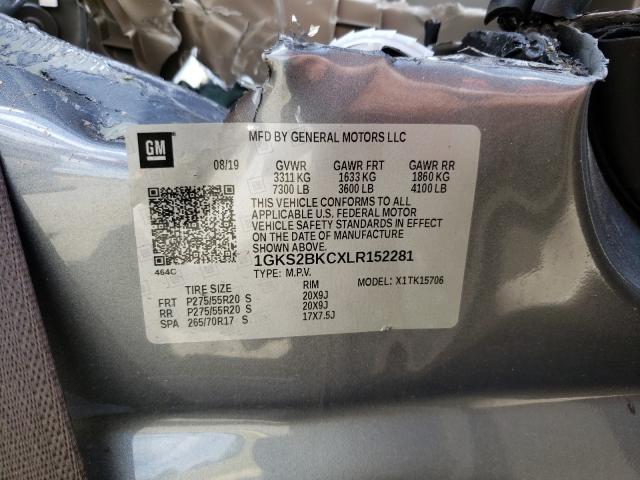 GM
MFD BY GENERAL MOTORS LLC
08/19 GVWR GAWR FRT GAWR RR
3311 KG 1633 KG 1860 KG
7300 LB 3600 LB 4100 LB
THIS VEHICLE CONFORMS TO ALL
APPLICABLE U.S. FEDERAL MOTOR
VEHICLE SAFETY STANDARDS IN EFFECT
ON THE DATE OF MANUFACTURE
SHOWN ABOVE.
464C 1GKS2BKCXLR152281
TYPE: M.P.V. MODEL: X1TK15706
TIRE SIZE RIM
FRT P275/55R20 S 20X9J
RR P275/55R20 S 20X9J
SPA 265/70R17 S 17X7.5J